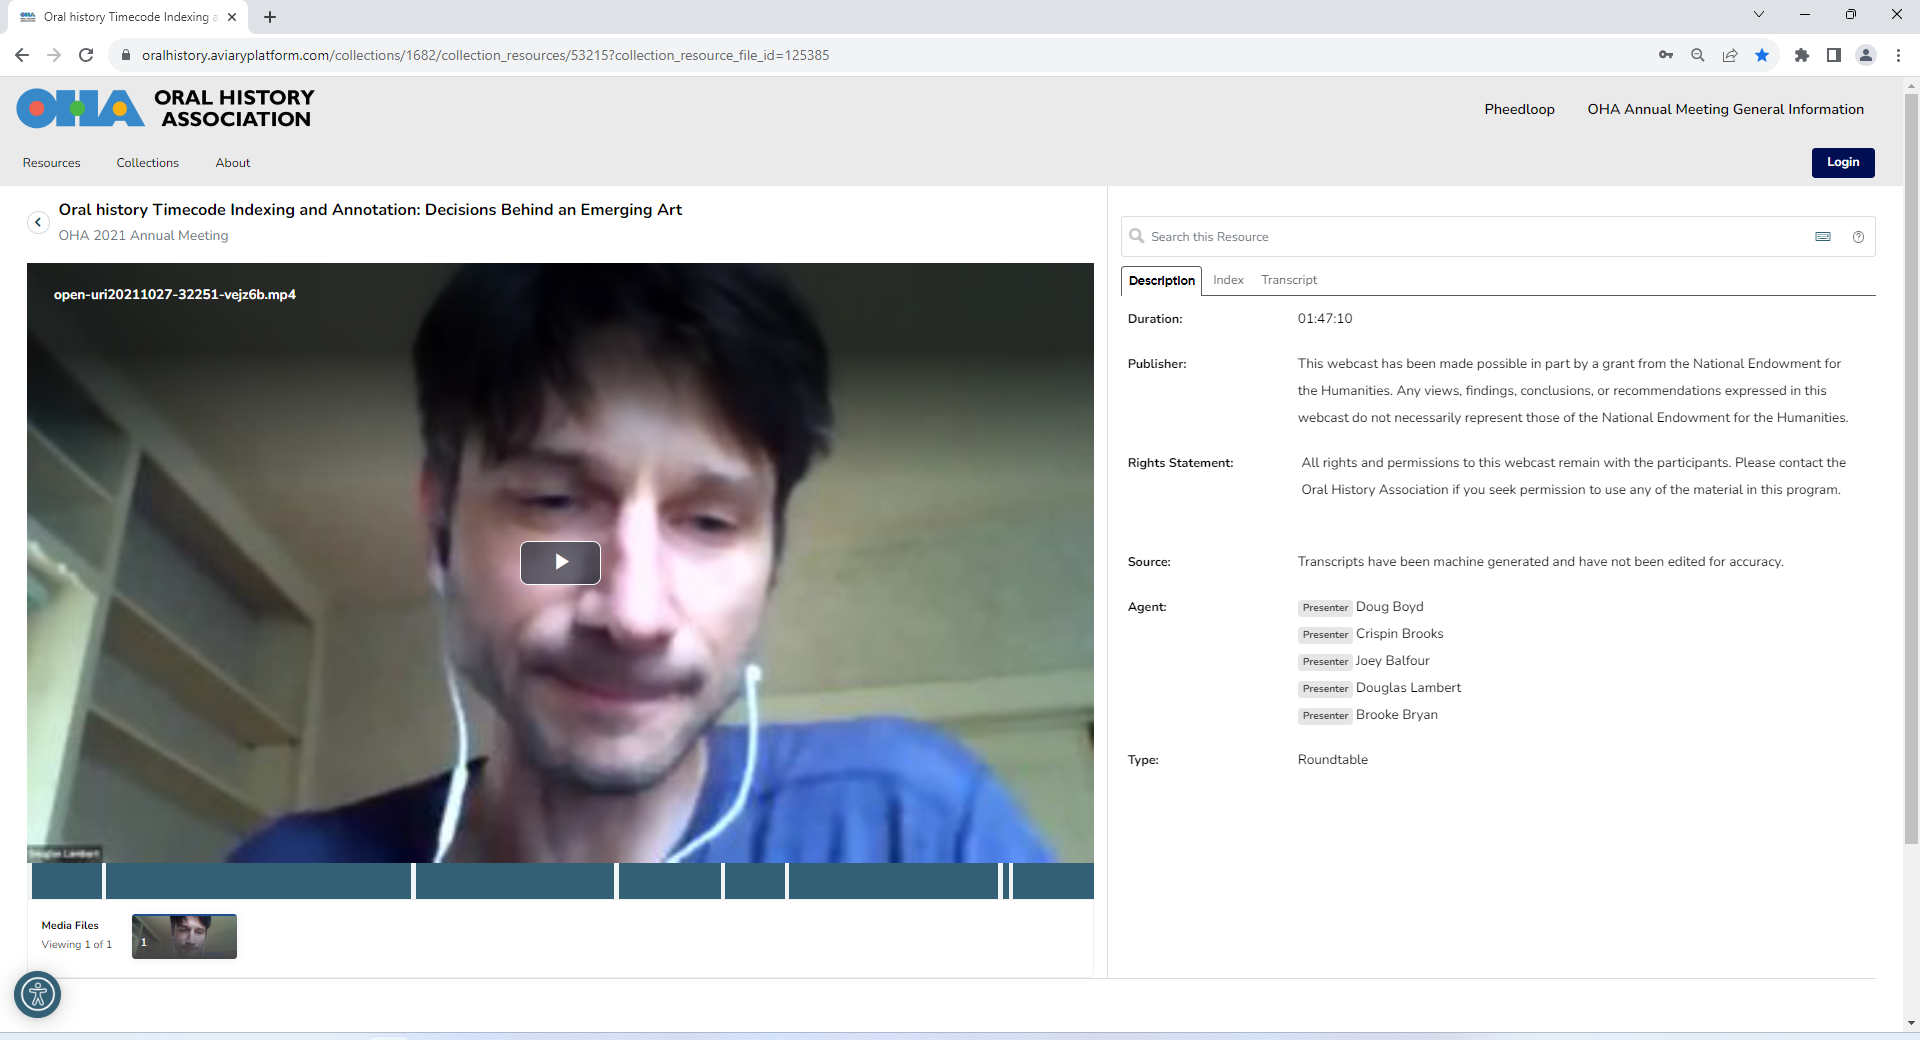 Oral history Timecode Indexing a
oralhistory.aviaryplatform.com/collections/1682/collection_resources/53215?collection_resource_file_id=125385
OHA ORAL HISTORY
ASSOCIATION
Pheedloop OHA Annual Meeting General Information
Resources Collections About
Login
Oral history Timecode Indexing and Annotation: Decisions Behind an Emerging Art
OHA 2021 Annual Meeting
open-uri20211027-32251-vejz6b.mp4
Douglas Lambert
Media Files
Viewing 1 of 1
1
Search this Resource
Description Index Transcript
Duration: 01:47:10
Publisher: This webcast has been made possible in part by a grant from the National Endowment for
the Humanities. Any views, findings, conclusions, or recommendations expressed in this
webcast do not necessarily represent those of the National Endowment for the Humanities.
Rights Statement: All rights and permissions to this webcast remain with the participants. Please contact the
Oral History Association if you seek permission to use any of the material in this program.
Source: Transcripts have been machine generated and have not been edited for accuracy.
Agent: Presenter Doug Boyd
Presenter Crispin Brooks
Presenter Joey Balfour
Presenter Douglas Lambert
Presenter Brooke Bryan
Type: Roundtable